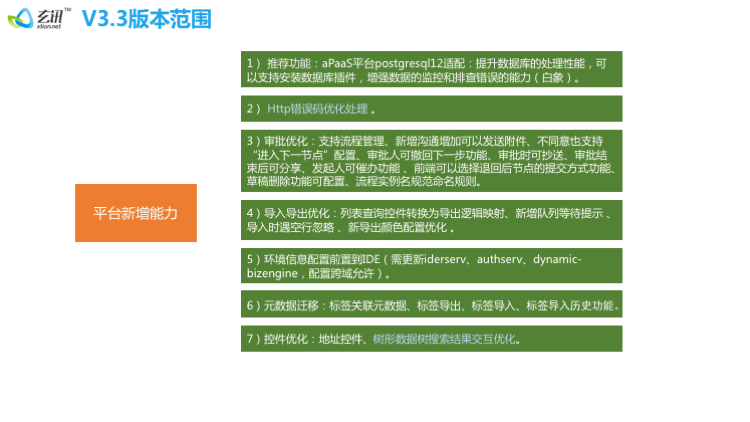 玄讯™
xtion.net
V3.3版本范围
平台新增能力
1） 推荐功能：aPaaS平台postgresql12适配：提升数据库的处理性能，可
以支持安装数据库插件，增强数据的监控和排查错误的能力（白象）。
2） Http错误码优化处理 。
3）审批优化：支持流程管理、新增沟通增加可以发送附件、不同意也支持
“进入下一节点”配置、审批人可撤回下一步功能、审批时可抄送、审批结
束后可分享、发起人可催办功能 、前端可以选择退回后节点的提交方式功能、
草稿删除功能可配置、流程实例名规范命名规则。
4）导入导出优化：列表查询控件转换为导出逻辑映射、新增队列等待提示 、
导入时遇空行忽略 、新导出颜色配置优化 。
5）环境信息配置前置到IDE（需更新iderserv、authserv、dynamic-
bizengine，配置跨域允许）。
6）元数据迁移：标签关联元数据、标签导出、标签导入、标签导入历史功能。
7）控件优化：地址控件、树形数据树搜索结果交互优化。